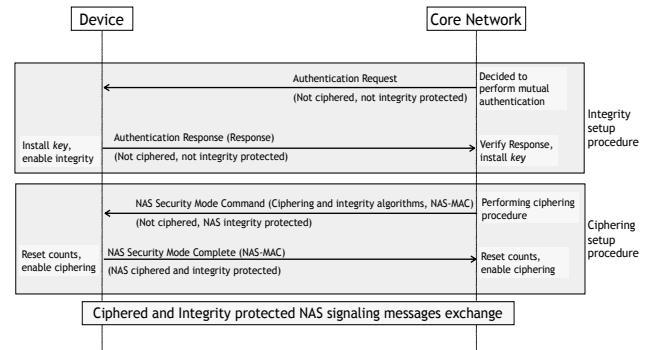 Device
Core Network
Authentication Request
(Not ciphered, not integrity protected)
Decided to
perform mutual
authentication
Integrity
setup
procedure
Install key,
enable integrity
Authentication Response (Response)
(Not ciphered, not integrity protected)
Verify Response,
install key
NAS Security Mode Command (Ciphering and integrity algorithms, NAS-MAC)
(Not ciphered, NAS integrity protected)
Performing ciphering
procedure
Ciphering
setup
procedure
Reset counts,
enable ciphering
NAS Security Mode Complete (NAS-MAC)
(NAS ciphered and integrity protected)
Reset counts,
enable ciphering
Ciphered and Integrity protected NAS signaling messages exchange